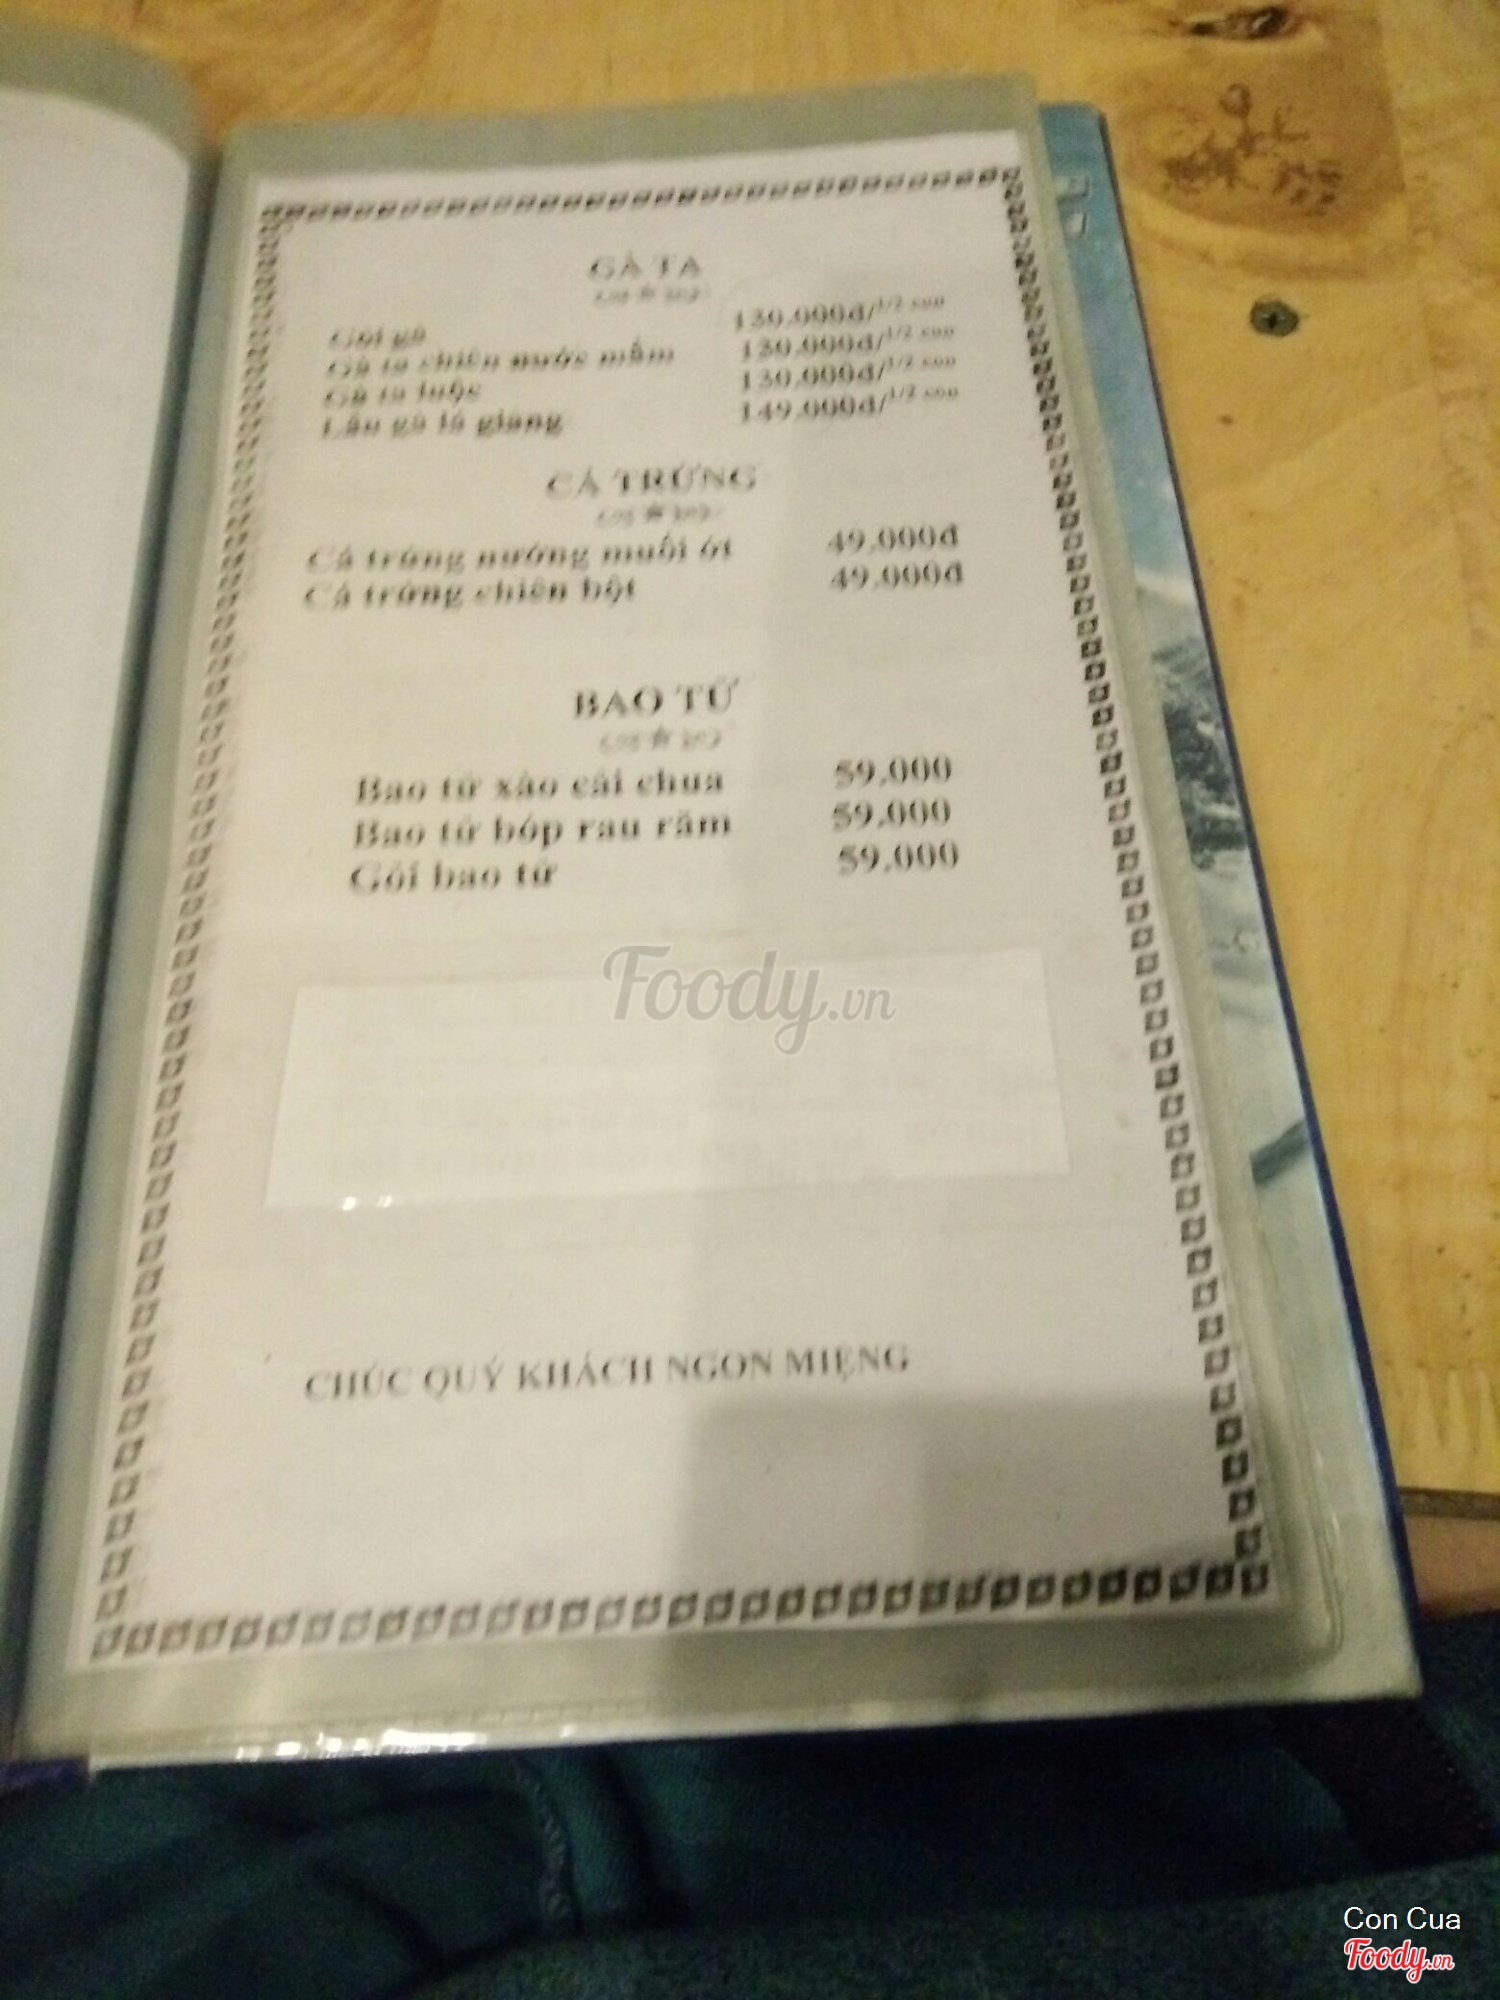 GÀ TA
Gỏi gà 130.000đ/1/2 con
Gà ta chiên nước mắm 130.000đ/1/2 con
Gà ta luộc 130.000đ/1/2 con
Lẩu gà lá giang 149.000đ/1/2 con
CÁ TRỨNG
Cá trứng nướng muối ớt 49.000đ
Cá trứng chiên bột 49.000đ
BAO TỬ
Bao tử xào cải chua 59.000
Bao tử bóp rau răm 59.000
Gỏi bao tử 59.000
Foody.vn
CHÚC QUÝ KHÁCH NGON MIỆNG
Con Cua
Foody.vn